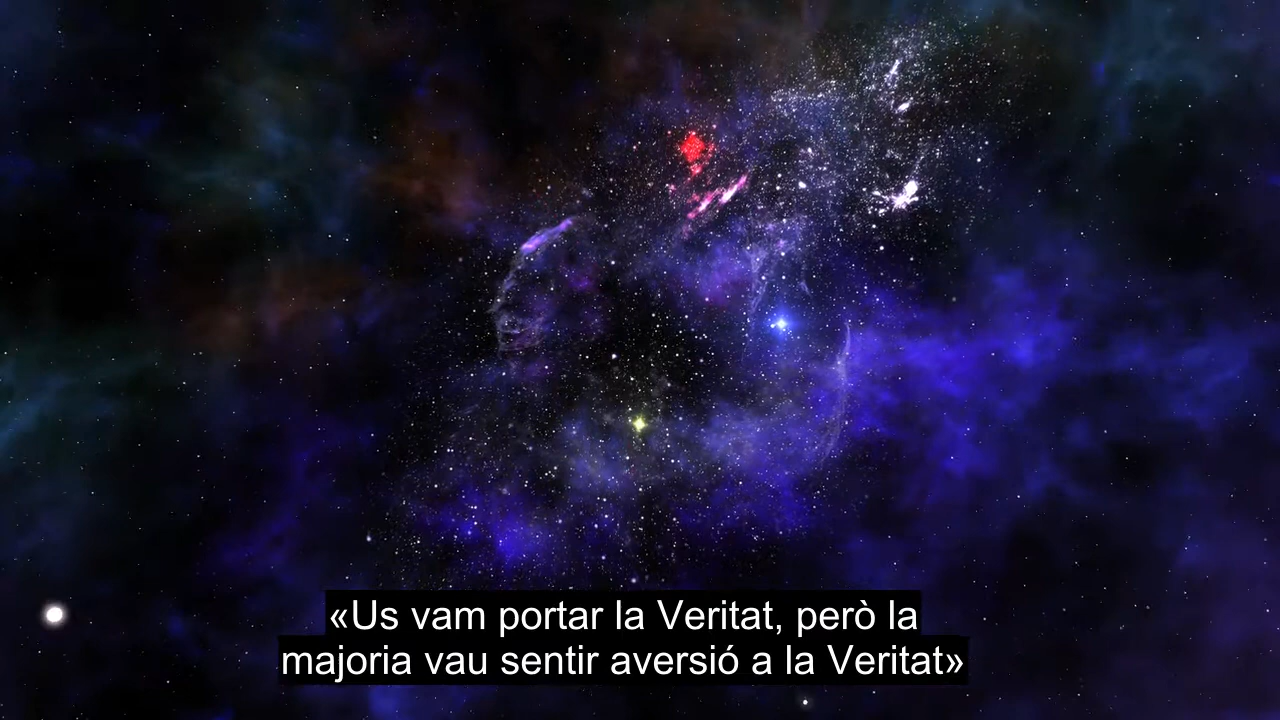 «Us vam portar la Veritat, però la
majoria vau sentir aversió a la Veritat»